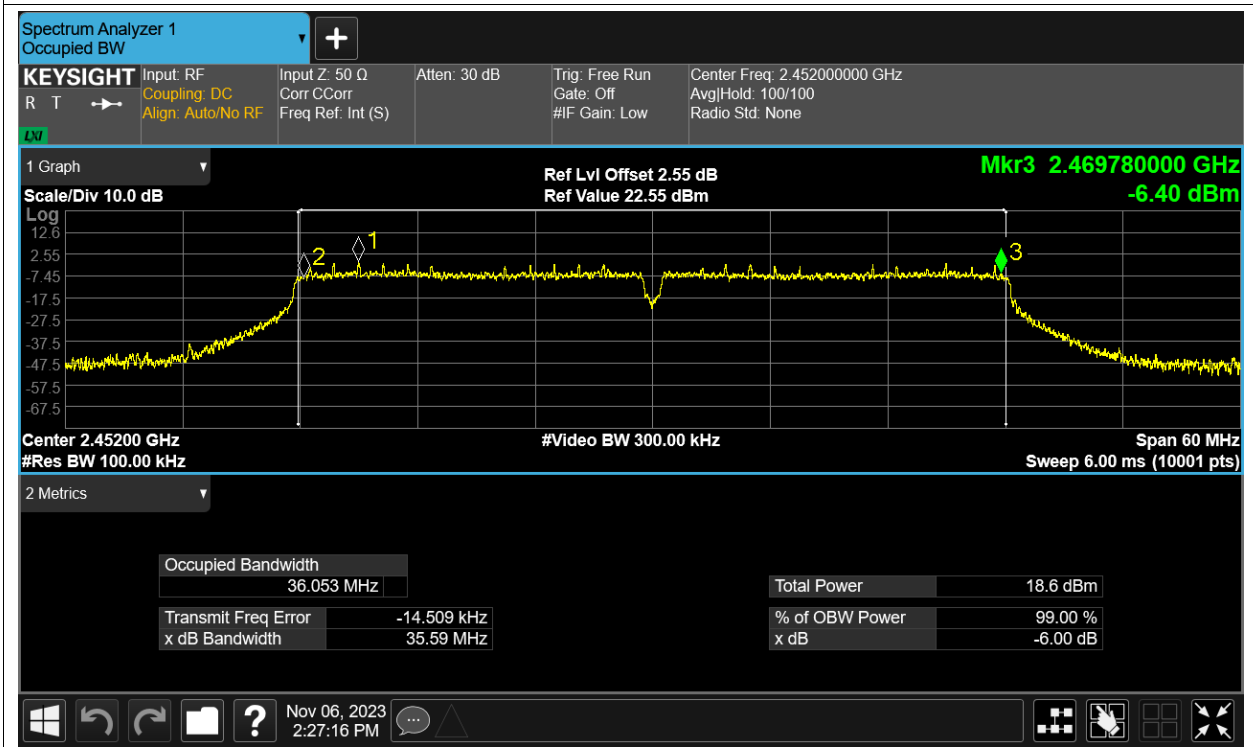 Spectrum Analyzer 1
Occupied BW
▼
+
KEYSIGHT
R T
LXI
Input: RF
Coupling: DC
Align: Auto/No RF
Input Z: 50 Ω
Corr CCorr
Freq Ref: Int (S)
Atten: 30 dB
Trig: Free Run
Gate: Off
#IF Gain: Low
Center Freq: 2.452000000 GHz
Avg|Hold: 100/100
Radio Std: None
1 Graph
Scale/Div 10.0 dB
Ref Lvl Offset 2.55 dB
Ref Value 22.55 dBm
Mkr3 2.469780000 GHz
-6.40 dBm
Log
12.6
2.55
-7.45
-17.5
-27.5
-37.5
-47.5
-57.5
-67.5
2
1
3
Center 2.45200 GHz
#Res BW 100.00 kHz
#Video BW 300.00 kHz
Span 60 MHz
Sweep 6.00 ms (10001 pts)
2 Metrics
Occupied Bandwidth
36.053 MHz
Transmit Freq Error -14.509 kHz
x dB Bandwidth 35.59 MHz
Total Power 18.6 dBm
% of OBW Power 99.00 %
x dB -6.00 dB
?
Nov 06, 2023
2:27:16 PM